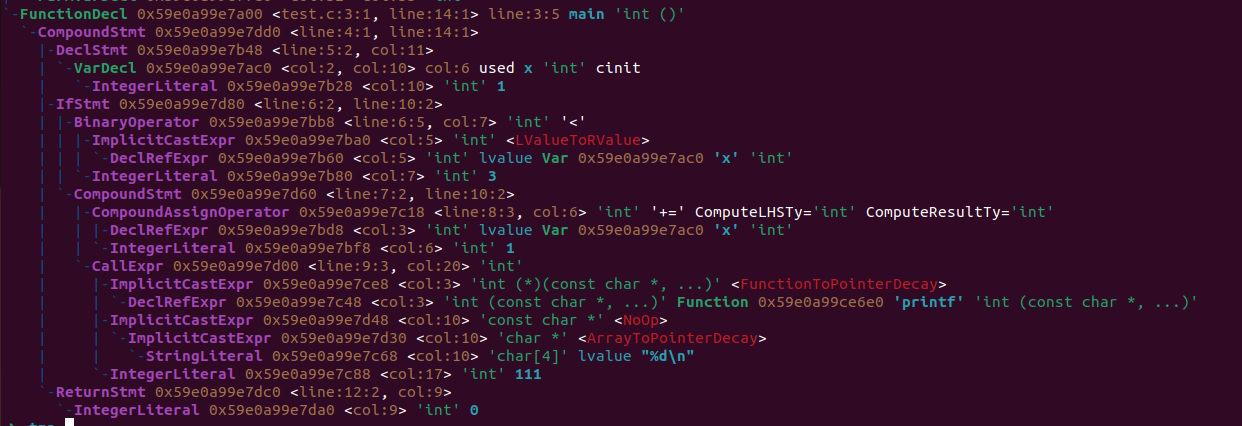 `-FunctionDecl 0x59e0a99e7a00 <test.c:3:1, line:14:1> line:3:5 main 'int ()'
  `-CompoundStmt 0x59e0a99e7dd0 <line:4:1, line:14:1>
    |-DeclStmt 0x59e0a99e7b48 <line:5:2, col:11>
    | `-VarDecl 0x59e0a99e7ac0 <col:2, col:10> col:6 used x 'int' cinit
    |   `-IntegerLiteral 0x59e0a99e7b28 <col:10> 'int' 1
    |-IfStmt 0x59e0a99e7d80 <line:6:2, line:10:2>
    | |-BinaryOperator 0x59e0a99e7bb8 <line:6:5, col:7> 'int' '<'
    | | |-ImplicitCastExpr 0x59e0a99e7ba0 <col:5> 'int' <LValueToRValue>
    | | | `-DeclRefExpr 0x59e0a99e7b60 <col:5> 'int' lvalue Var 0x59e0a99e7ac0 'x' 'int'
    | | `-IntegerLiteral 0x59e0a99e7b80 <col:7> 'int' 3
    | `-CompoundStmt 0x59e0a99e7d60 <line:7:2, line:10:2>
    |   |-CompoundAssignOperator 0x59e0a99e7c18 <line:8:3, col:6> 'int' '+=' ComputeLHSTy='int' ComputeResultTy='int'
    |   | |-DeclRefExpr 0x59e0a99e7bd8 <col:3> 'int' lvalue Var 0x59e0a99e7ac0 'x' 'int'
    |   | `-IntegerLiteral 0x59e0a99e7bf8 <col:6> 'int' 1
    |   `-CallExpr 0x59e0a99e7d00 <line:9:3, col:20> 'int'
    |     |-ImplicitCastExpr 0x59e0a99e7ce8 <col:3> 'int (*)(const char *, ...)' <FunctionToPointerDecay>
    |     | `-DeclRefExpr 0x59e0a99e7c48 <col:3> 'int (const char *, ...)' Function 0x59e0a99ce6e0 'printf' 'int (const char *, ...)'
    |     |-ImplicitCastExpr 0x59e0a99e7d48 <col:10> 'const char *' <NoOp>
    |     | `-ImplicitCastExpr 0x59e0a99e7d30 <col:10> 'char *' <ArrayToPointerDecay>
    |     |   `-StringLiteral 0x59e0a99e7c68 <col:10> 'char[4]' lvalue "%d\n"
    |     `-IntegerLiteral 0x59e0a99e7c88 <col:17> 'int' 111
    `-ReturnStmt 0x59e0a99e7dc0 <line:12:2, col:9>
      `-IntegerLiteral 0x59e0a99e7da0 <col:9> 'int' 0